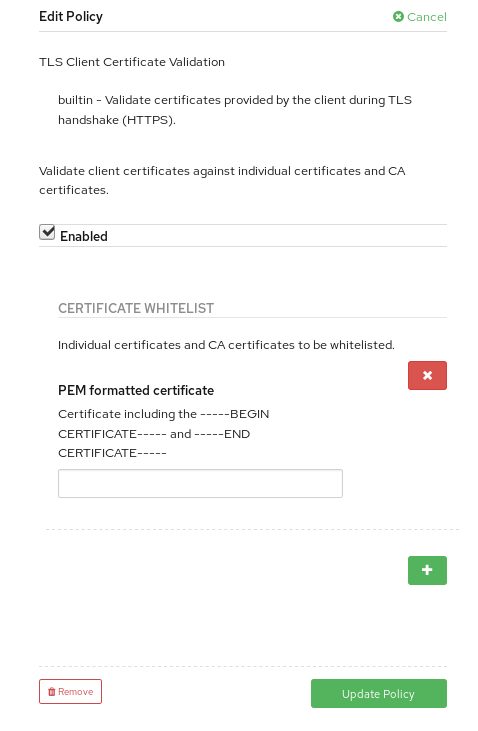 Edit Policy
Cancel
TLS Client Certificate Validation
builtin - Validate certificates provided by the client during TLS
handshake (HTTPS).
Validate client certificates against individual certificates and CA
certificates.
Enabled
CERTIFICATE WHITELIST
Individual certificates and CA certificates to be whitelisted.
PEM formatted certificate
Certificate including the -----BEGIN
CERTIFICATE----- and -----END
CERTIFICATE-----
Remove
Update Policy